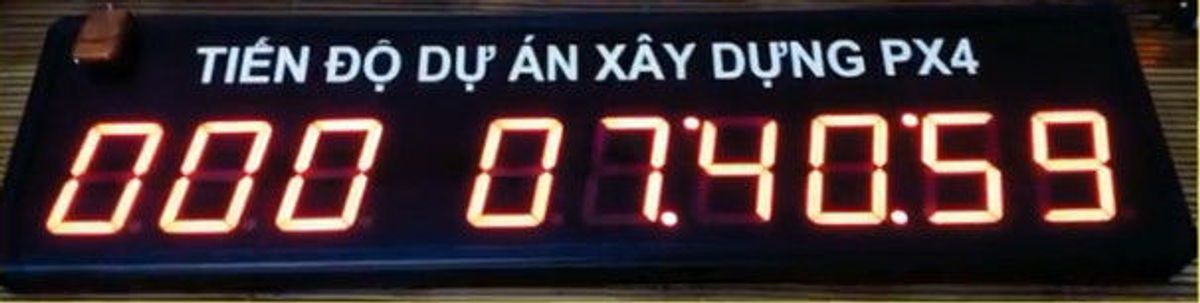 TIẾN ĐỘ DỰ ÁN XÂY DỰNG PX4
000 07:40:59